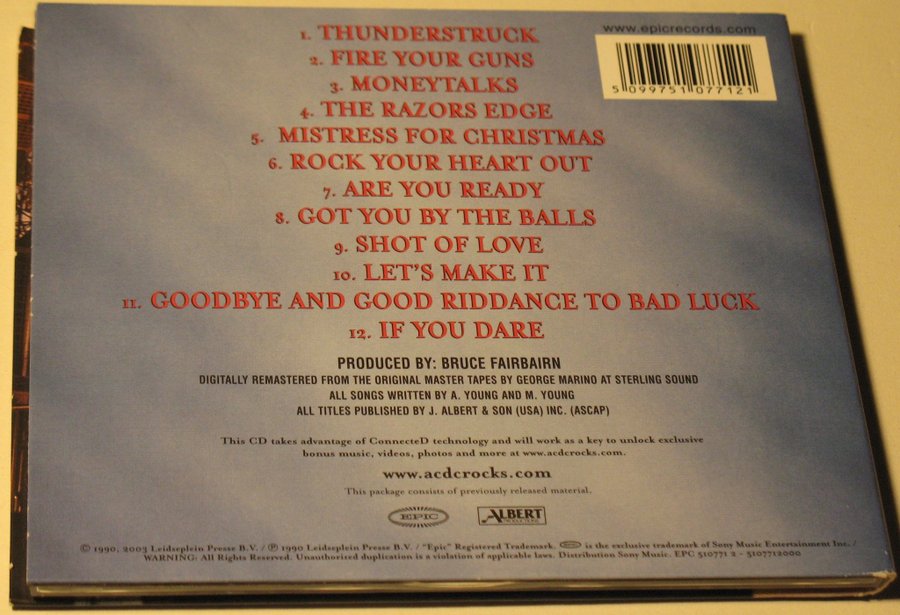 www.epicrecords.com
5 099751 077121
1. THUNDERSTRUCK
2. FIRE YOUR GUNS
3. MONEYTALKS
4. THE RAZORS EDGE
5. MISTRESS FOR CHRISTMAS
6. ROCK YOUR HEART OUT
7. ARE YOU READY
8. GOT YOU BY THE BALLS
9. SHOT OF LOVE
10. LET'S MAKE IT
11. GOODBYE AND GOOD RIDDANCE TO BAD LUCK
12. IF YOU DARE
PRODUCED BY: BRUCE FAIRBAIRN
DIGITALLY REMASTERED FROM THE ORIGINAL MASTER TAPES BY GEORGE MARINO AT STERLING SOUND
ALL SONGS WRITTEN BY A. YOUNG AND M. YOUNG
ALL TITLES PUBLISHED BY J. ALBERT & SON (USA) INC. (ASCAP)
This CD takes advantage of ConnecteD technology and will work as a key to unlock exclusive
bonus music, videos, photos and more at www.acdcrocks.com.
www.acdcrocks.com
This package consists of previously released material.
EPIC ALBERT PRODUCTIONS
© 1990, 2003 Leidseplein Presse B.V. / ℗ 1990 Leidseplein Presse B.V. / "Epic" Registered Trademark. EPIC is the exclusive trademark of Sony Music Entertainment Inc. /
WARNING: All Rights Reserved. Unauthorized duplication is a violation of applicable laws. Distribution Sony Music. EPC 510771 2 - 5107712000